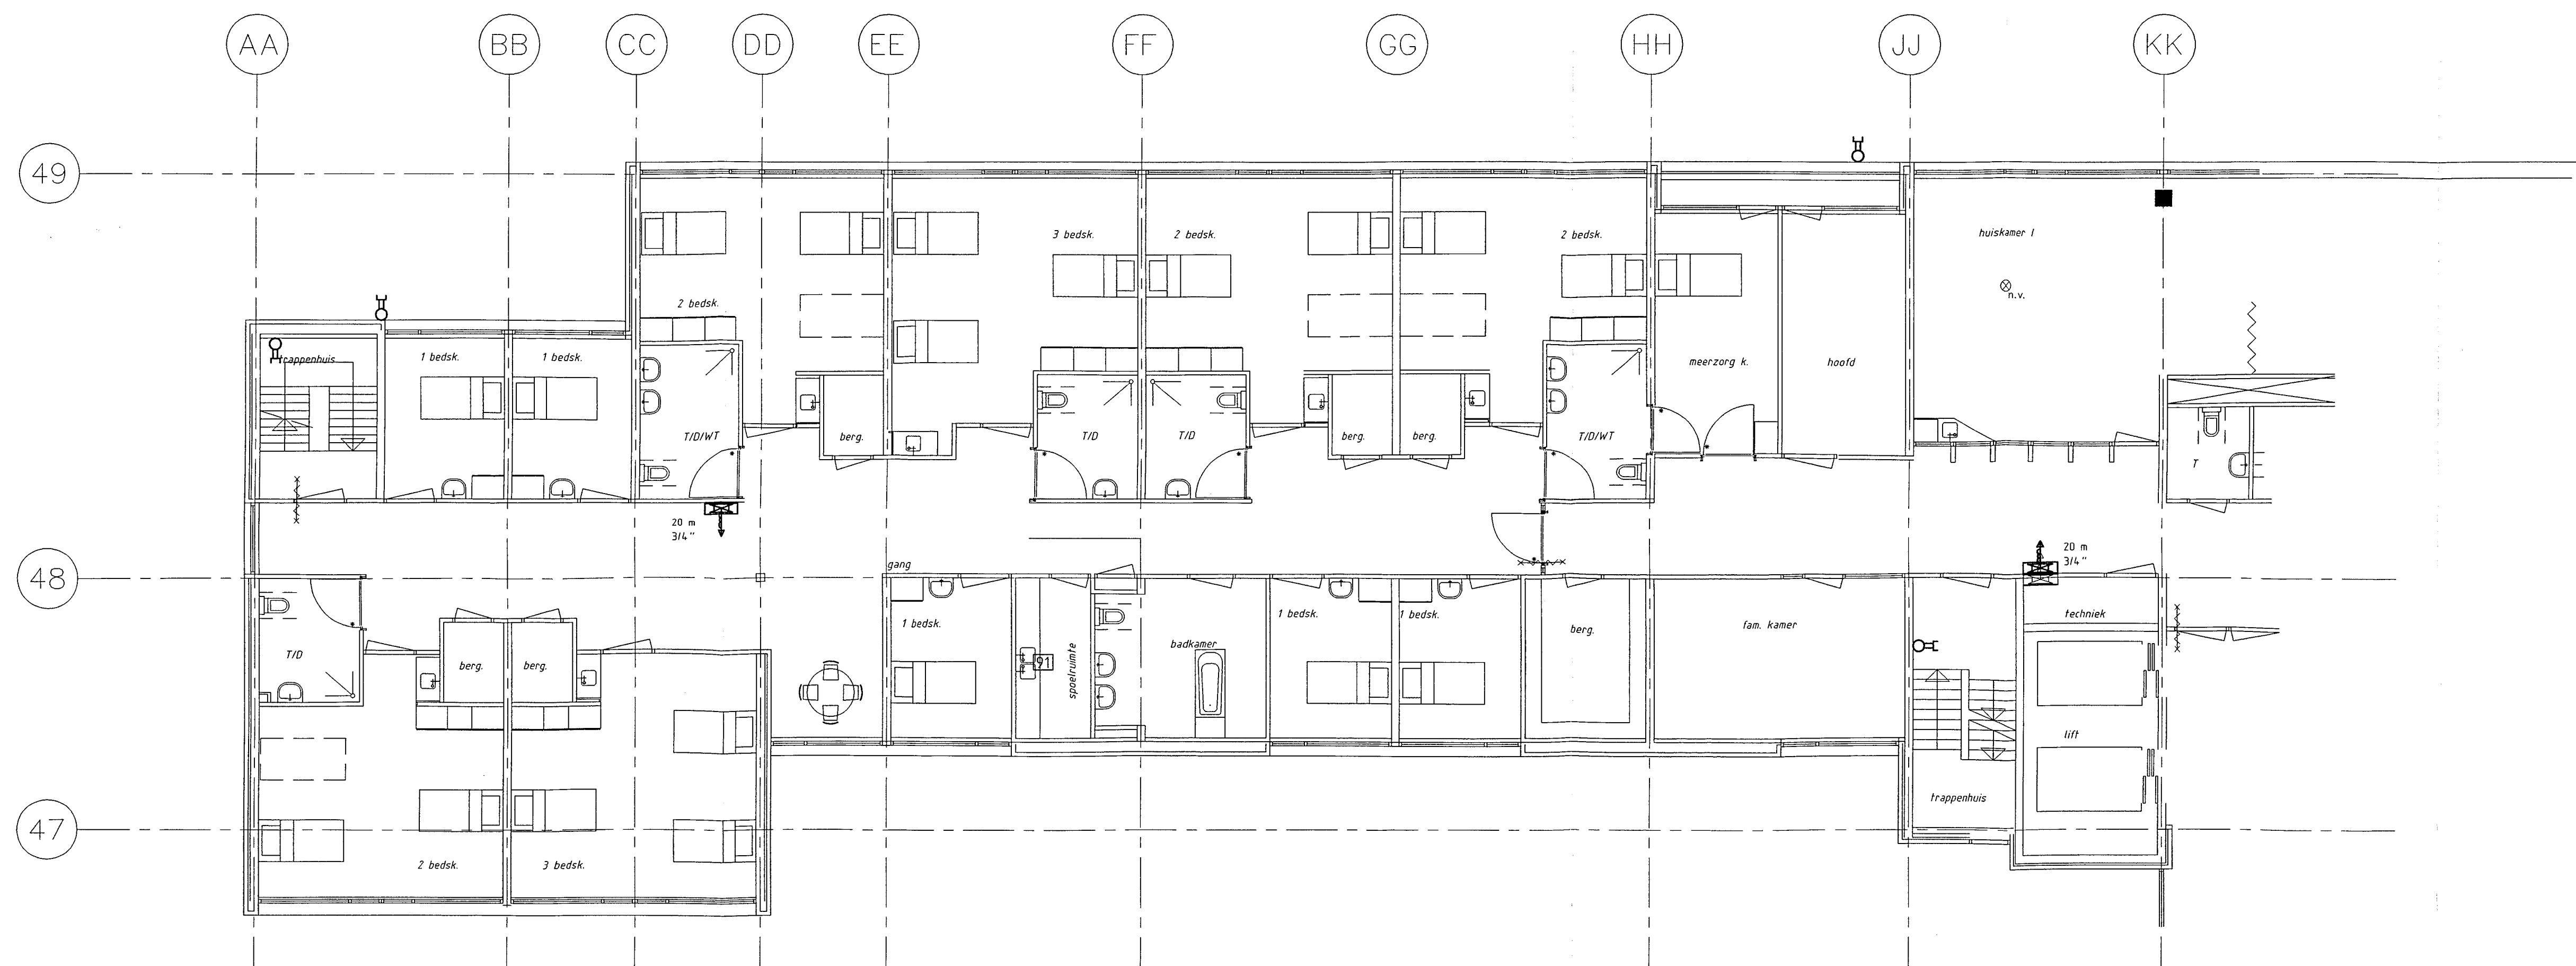 AA BB CC DD EE FF GG HH JJ KK
49
3 bedsk. 2 bedsk. 2 bedsk. huiskamer I
n.v.
2 bedsk.
trappenhuis 1 bedsk. 1 bedsk. meerzorg k. hoofd
T/D/WT berg. T/D T/D berg. berg. T/D/WT T
20 m
3/4"
20 m
3/4"
gang
48
1 bedsk. 1 bedsk. 1 bedsk. berg. fam. kamer techniek
T/D berg. berg. 91 spoelruimte badkamer
lift
trappenhuis
47
2 bedsk. 3 bedsk.